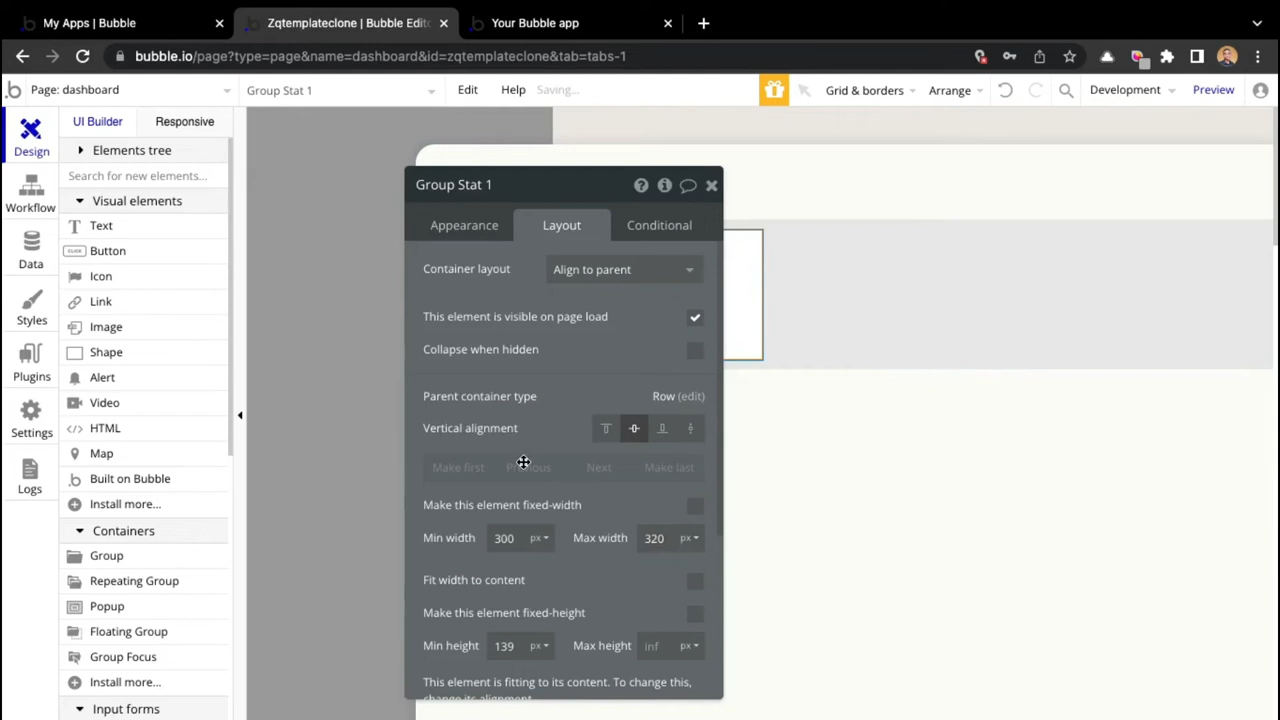 My Apps | Bubble
Zqtemplateclone | Bubble Edito
Your Bubble app
bubble.io/page?type=page&name=dashboard&id=zqtemplateclone&tab=tabs-1
Page: dashboard
Group Stat 1
Edit
Help
Saving...
Grid & borders
Arrange
Development
Preview
Design
Workflow
Data
Styles
Plugins
Settings
Logs
UI Builder
Responsive
Elements tree
Search for new elements...
Visual elements
Text
CLICK Button
Icon
Link
Image
Shape
Alert
Video
</> HTML
Map
Built on Bubble
Install more...
Containers
Group
Repeating Group
Popup
Floating Group
Group Focus
Install more...
Input forms
Group Stat 1
Appearance
Layout
Conditional
Container layout
Align to parent
This element is visible on page load
Collapse when hidden
Parent container type
Row (edit)
Vertical alignment
Make first
Previous
Next
Make last
Make this element fixed-width
Min width 300 px
Max width 320 px
Fit width to content
Make this element fixed-height
Min height 139 px
Max height inf px
This element is fitting to its content. To change this,
change its alignment.